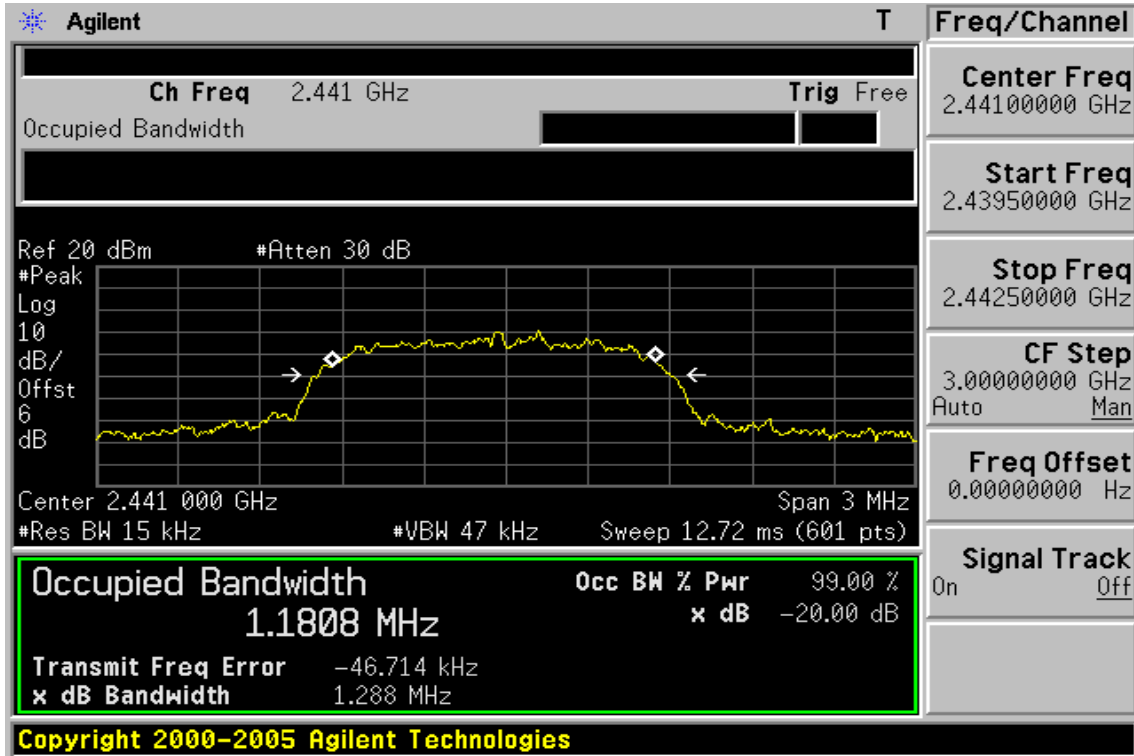 Agilent T Freq/Channel
Ch Freq 2.441 GHz Trig Free
Occupied Bandwidth
Center Freq
2.44100000 GHz
Start Freq
2.43950000 GHz
Stop Freq
2.44250000 GHz
CF Step
3.00000000 GHz
Auto Man
Freq Offset
0.00000000 Hz
Signal Track
On Off
Ref 20 dBm #Atten 30 dB
#Peak
Log
10
dB/
Offst
6
dB
Center 2.441 000 GHz Span 3 MHz
#Res BW 15 kHz #VBW 47 kHz Sweep 12.72 ms (601 pts)
Occupied Bandwidth Occ BW % Pwr 99.00 %
1.1808 MHz x dB -20.00 dB
Transmit Freq Error -46.714 kHz
x dB Bandwidth 1.288 MHz
Copyright 2000-2005 Agilent Technologies